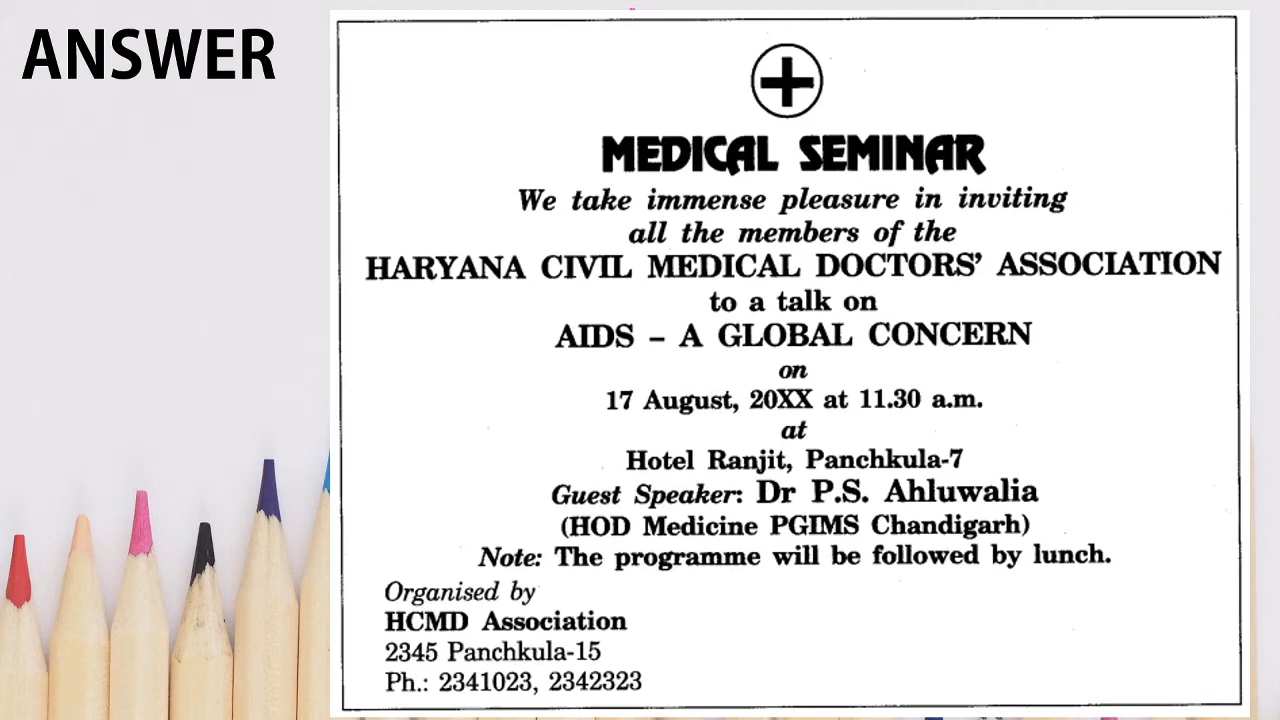 ANSWER
MEDICAL SEMINAR
We take immense pleasure in inviting
all the members of the
HARYANA CIVIL MEDICAL DOCTORS' ASSOCIATION
to a talk on
AIDS – A GLOBAL CONCERN
on
17 August, 20XX at 11.30 a.m.
at
Hotel Ranjit, Panchkula-7
Guest Speaker: Dr P.S. Ahluwalia
(HOD Medicine PGIMS Chandigarh)
Note: The programme will be followed by lunch.
Organised by
HCMD Association
2345 Panchkula-15
Ph.: 2341023, 2342323